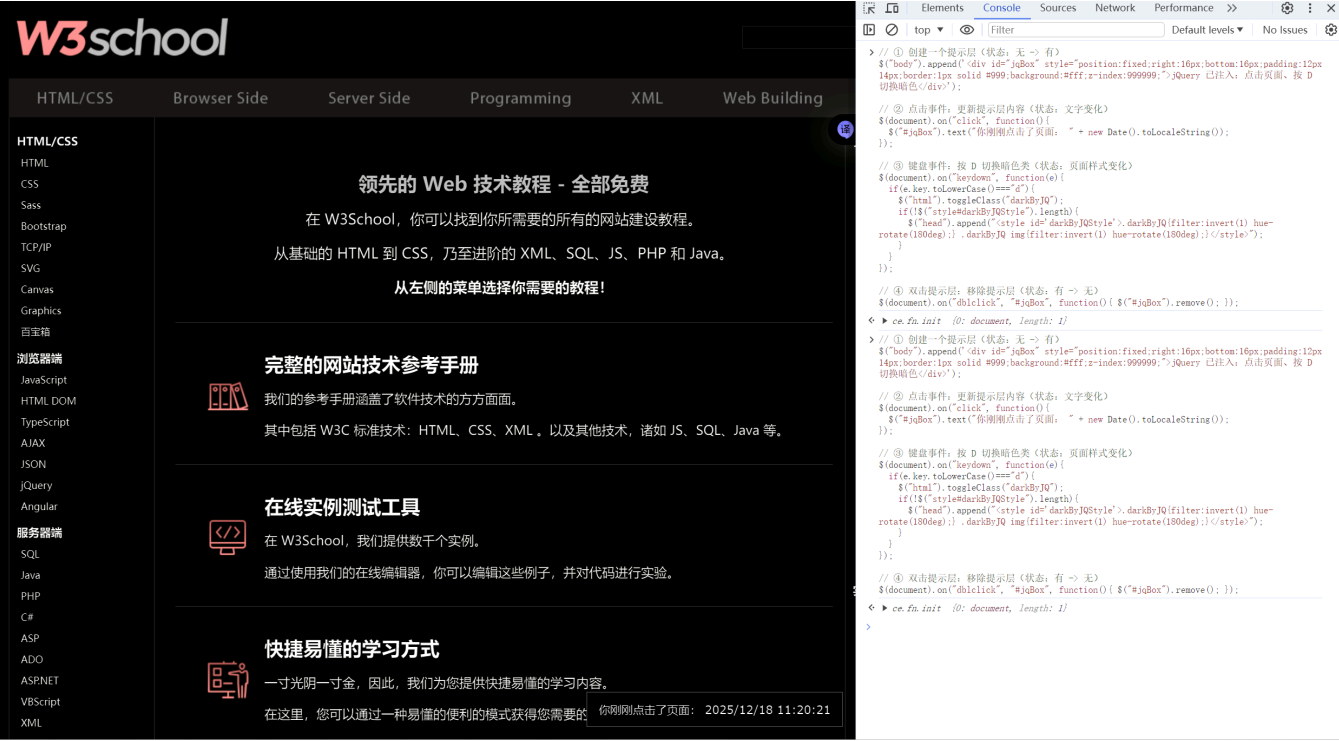 W3school
HTML/CSS
Browser Side
Server Side
Programming
XML
Web Building
译
HTML/CSS
HTML
CSS
Sass
Bootstrap
TCP/IP
SVG
Canvas
Graphics
百宝箱
浏览器端
JavaScript
HTML DOM
TypeScript
AJAX
JSON
jQuery
Angular
服务器端
SQL
Java
PHP
C#
ASP
ADO
ASP.NET
VBScript
XML
领先的 Web 技术教程 - 全部免费
在 W3School，你可以找到你所需要的所有的网站建设教程。
从基础的 HTML 到 CSS，乃至进阶的 XML、SQL、JS、PHP 和 Java。
从左侧的菜单选择你需要的教程！
完整的网站技术参考手册
我们的参考手册涵盖了软件技术的方方面面。
其中包括 W3C 标准技术：HTML、CSS、XML 。以及其他技术，诸如 JS、SQL、Java 等。
在线实例测试工具
在 W3School，我们提供数千个实例。
通过使用我们的在线编辑器，你可以编辑这些例子，并对代码进行实验。
快捷易懂的学习方式
一寸光阴一寸金，因此，我们为您提供快捷易懂的学习内容。
在这里，您可以通过一种易懂的便利的模式获得您需要的
你刚刚点击了页面： 2025/12/18 11:20:21
Elements
Console
Sources
Network
Performance
top
Filter
Default levels
No Issues
// ① 创建一个提示层（状态：无 -> 有）
$("body").append('<div id="jqBox" style="position:fixed;right:16px;bottom:16px;padding:12px
14px;border:1px solid #999;background:#fff;z-index:999999;">jQuery 已注入：点击页面、按 D
切换暗色</div>');
// ② 点击事件：更新提示层内容（状态：文字变化）
$(document).on("click", function(){
$("#jqBox").text("你刚刚点击了页面： " + new Date().toLocaleString());
});
// ③ 键盘事件：按 D 切换暗色类（状态：页面样式变化）
$(document).on("keydown", function(e){
if(e.key.toLowerCase()==="d"){
$("html").toggleClass("darkByJQ");
if(!$("style#darkByJQStyle").length){
$("head").append("<style id='darkByJQStyle'>.darkByJQ{filter:invert(1) hue-
rotate(180deg);} .darkByJQ img{filter:invert(1) hue-rotate(180deg);}</style>");
}
}
});
// ④ 双击提示层：移除提示层（状态：有 -> 无）
$(document).on("dblclick", "#jqBox", function(){ $("#jqBox").remove(); });
ce.fn.init {0: document, length: 1}
// ① 创建一个提示层（状态：无 -> 有）
$("body").append('<div id="jqBox" style="position:fixed;right:16px;bottom:16px;padding:12px
14px;border:1px solid #999;background:#fff;z-index:999999;">jQuery 已注入：点击页面、按 D
切换暗色</div>');
// ② 点击事件：更新提示层内容（状态：文字变化）
$(document).on("click", function(){
$("#jqBox").text("你刚刚点击了页面： " + new Date().toLocaleString());
});
// ③ 键盘事件：按 D 切换暗色类（状态：页面样式变化）
$(document).on("keydown", function(e){
if(e.key.toLowerCase()==="d"){
$("html").toggleClass("darkByJQ");
if(!$("style#darkByJQStyle").length){
$("head").append("<style id='darkByJQStyle'>.darkByJQ{filter:invert(1) hue-
rotate(180deg);} .darkByJQ img{filter:invert(1) hue-rotate(180deg);}</style>");
}
}
});
// ④ 双击提示层：移除提示层（状态：有 -> 无）
$(document).on("dblclick", "#jqBox", function(){ $("#jqBox").remove(); });
ce.fn.init {0: document, length: 1}